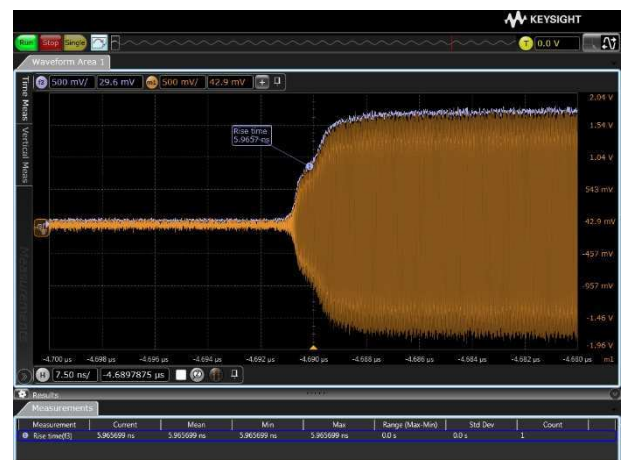 KEYSIGHT
Run Stop Single T 0.0 V
Waveform Area 1
f3 500 mV/ 29.6 mV m1 500 mV/ 42.9 mV +
Time Meas
Vertical Meas
Measurements
Rise time
5.9657 ns
2.04 V
1.54 V
1.04 V
543 mV
42.9 mV
-457 mV
-957 mV
-1.46 V
-1.96 V
-4.700 µs -4.698 µs -4.696 µs -4.694 µs -4.692 µs -4.690 µs -4.688 µs -4.686 µs -4.684 µs -4.682 µs -4.680 µs m1
H 7.50 ns/ -4.6897875 µs
Results
Measurements
Measurement Current Mean Min Max Range (Max-Min) Std Dev Count
Rise time(f3) 5.965699 ns 5.965699 ns 5.965699 ns 5.965699 ns 0.0 s 0.0 s 1